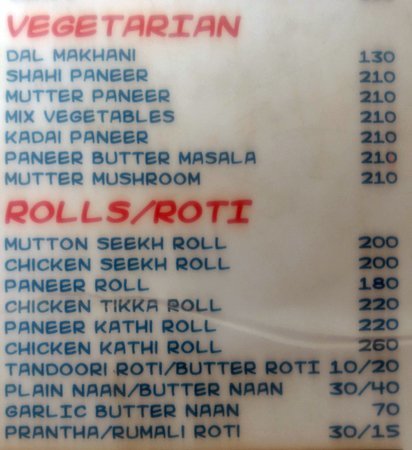 VEGETARIAN
DAL MAKHANI 130
SHAHI PANEER 210
MUTTER PANEER 210
MIX VEGETABLES 210
KADAI PANEER 210
PANEER BUTTER MASALA 210
MUTTER MUSHROOM 210
ROLLS/ROTI
MUTTON SEEKH ROLL 200
CHICKEN SEEKH ROLL 200
PANEER ROLL 180
CHICKEN TIKKA ROLL 220
PANEER KATHI ROLL 220
CHICKEN KATHI ROLL 260
TANDOORI ROTI/BUTTER ROTI 10/20
PLAIN NAAN/BUTTER NAAN 30/40
GARLIC BUTTER NAAN 70
PRANTHA/RUMALI ROTI 30/15